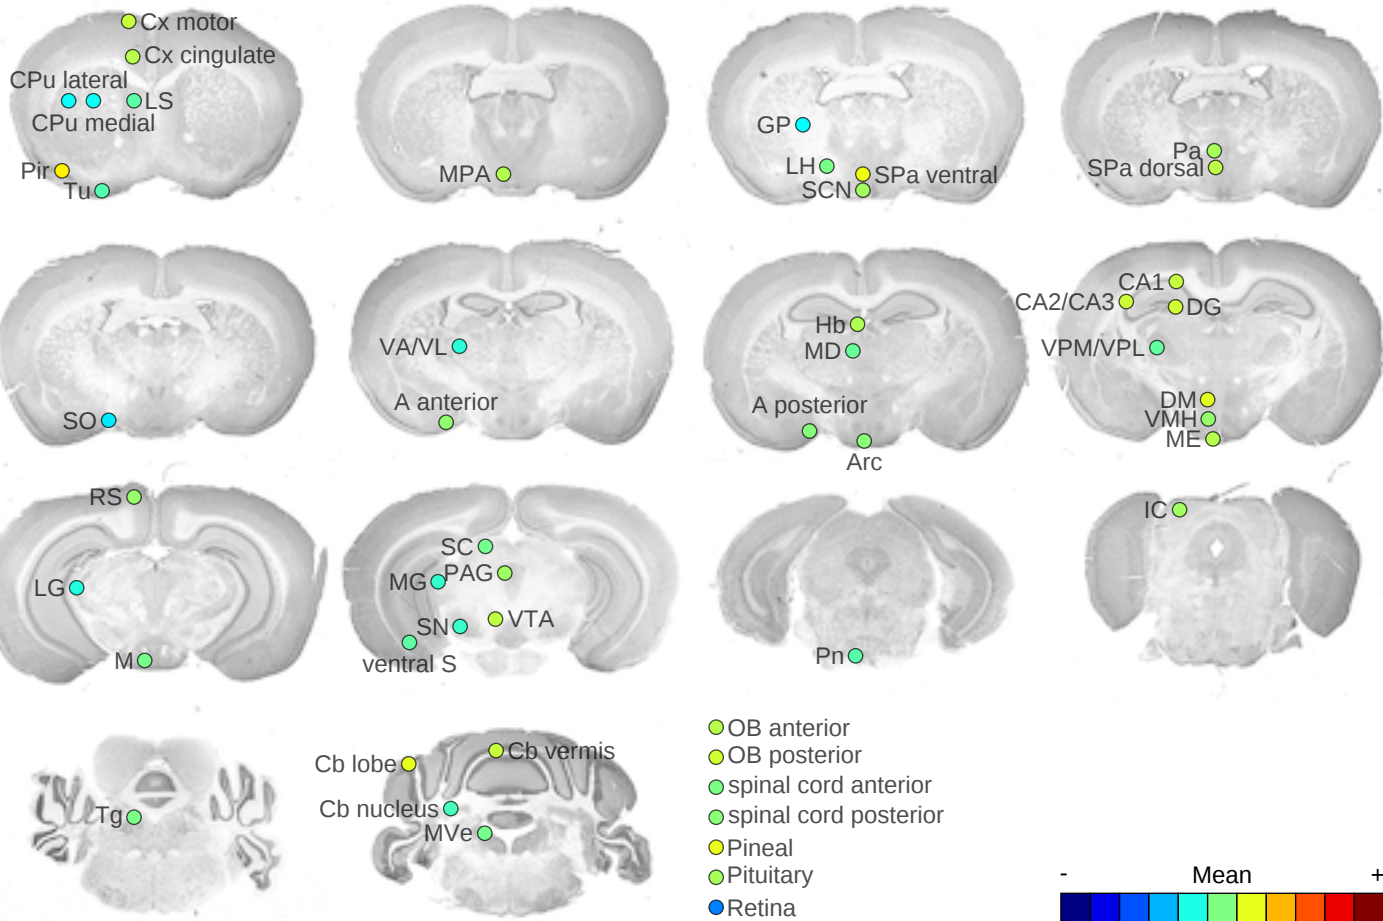 Cx motor
Cx cingulate
CPu lateral
LS
CPu medial
Pir
Tu
MPA
GP
LH
SPa ventral
SCN
Pa
SPa dorsal
SO
VA/VL
A anterior
Hb
MD
A posterior
Arc
CA1
CA2/CA3
DG
VPM/VPL
DM
VMH
ME
RS
LG
M
SC
MG
PAG
SN
VTA
ventral S
Pn
IC
Tg
Cb lobe
Cb vermis
Cb nucleus
MVe
OB anterior
OB posterior
spinal cord anterior
spinal cord posterior
Pineal
Pituitary
Retina
- Mean +